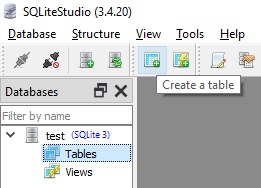 SQLiteStudio (3.4.20)
Database Structure View Tools Help
Create a table
Databases
Filter by name
test (SQLite 3)
Tables
Views